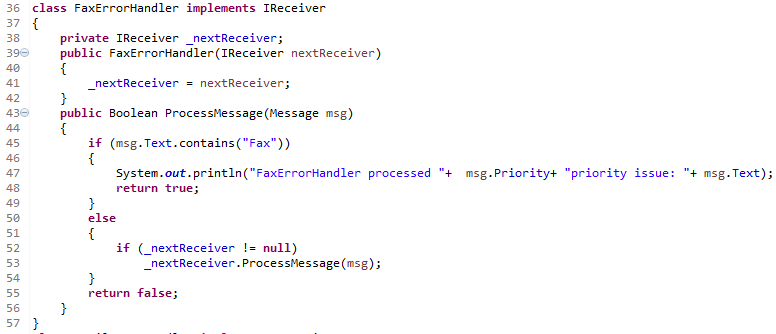 36 class FaxErrorHandler implements IReceiver
37 {
38     private IReceiver _nextReceiver;
39     public FaxErrorHandler(IReceiver nextReceiver)
40     {
41         _nextReceiver = nextReceiver;
42     }
43     public Boolean ProcessMessage(Message msg)
44     {
45         if (msg.Text.contains("Fax"))
46         {
47             System.out.println("FaxErrorHandler processed "+  msg.Priority+ "priority issue: "+ msg.Text);
48             return true;
49         }
50         else
51         {
52             if (_nextReceiver != null)
53                 _nextReceiver.ProcessMessage(msg);
54         }
55         return false;
56     }
57 }